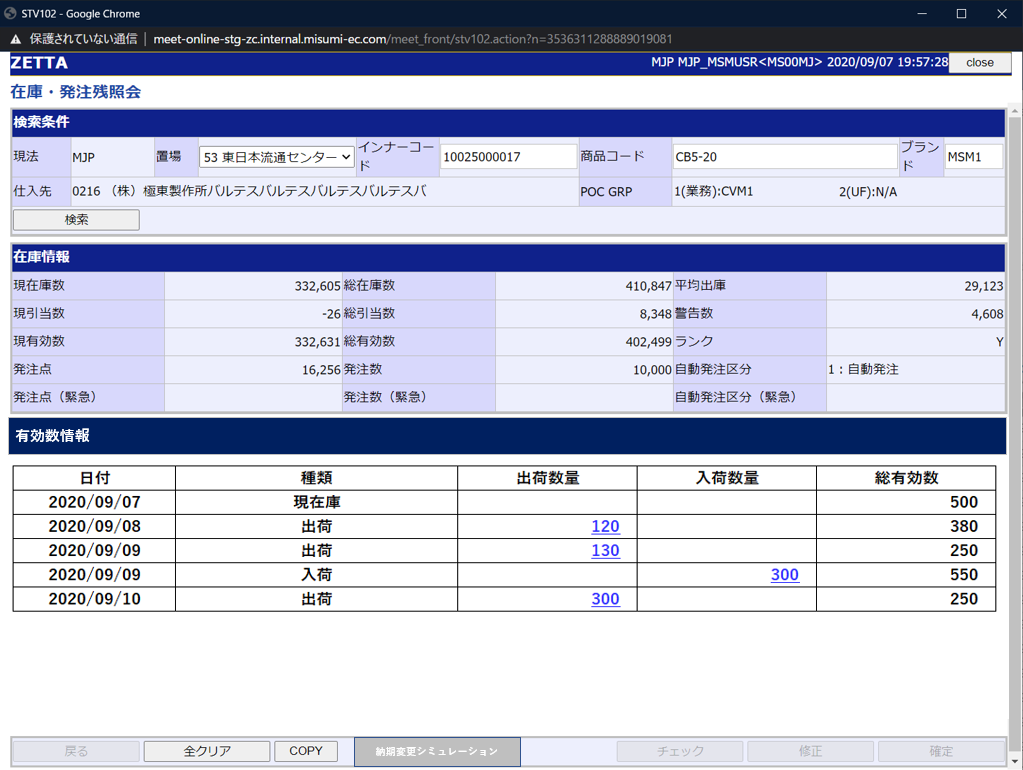 STV102 - Google Chrome
保護されていない通信 | meet-online-stg-zc.internal.misumi-ec.com/meet_front/stv102.action?n=3536311288889019081
ZETTA MJP MJP_MSMUSR<MS00MJ> 2020/09/07 19:57:28 close
在庫・発注残照会
検索条件
現法 MJP 置場 53 東日本流通センター インナーコード 10025000017 商品コード CB5-20 ブランド MSM1
仕入先 0216 （株）極東製作所バルテスバルテスバルテスバルテスバ POC GRP 1(業務):CVM1 2(UF):N/A
検索
在庫情報
現在庫数 332,605 総在庫数 410,847 平均出庫 29,123
現引当数 -26 総引当数 8,348 警告数 4,608
現有効数 332,631 総有効数 402,499 ランク Y
発注点 16,256 発注数 10,000 自動発注区分 1：自動発注
発注点（緊急） 発注数（緊急） 自動発注区分（緊急）
有効数情報
日付 種類 出荷数量 入荷数量 総有効数
2020/09/07 現在庫 500
2020/09/08 出荷 120 380
2020/09/09 出荷 130 250
2020/09/09 入荷 300 550
2020/09/10 出荷 300 250
戻る 全クリア COPY 納期変更シミュレーション チェック 修正 確定